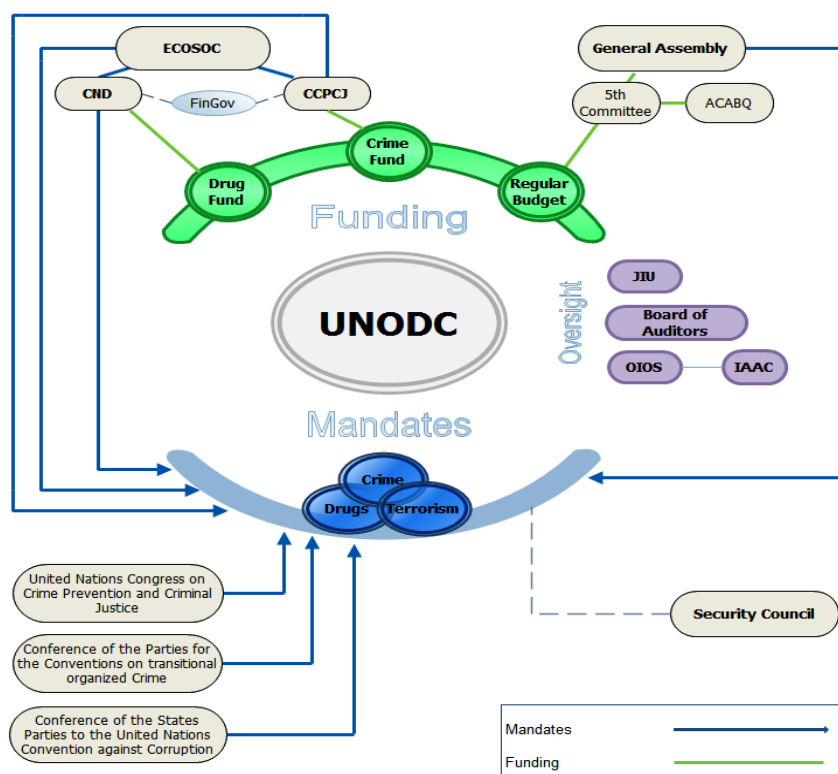 ECOSOC
General Assembly
CND
FinGov
CCPCJ
5th
Committee
ACABQ
Crime
Fund
Drug
Fund
Regular
Budget
Funding
UNODC
Oversight
JIU
Board of
Auditors
OIOS
IAAC
Mandates
Crime
Drugs
Terrorism
United Nations Congress on
Crime Prevention and Criminal
Justice
Security Council
Conference of the Parties for
the Conventions on transitional
organized Crime
Conference of the States
Parties to the United Nations
Convention against Corruption
Mandates
Funding